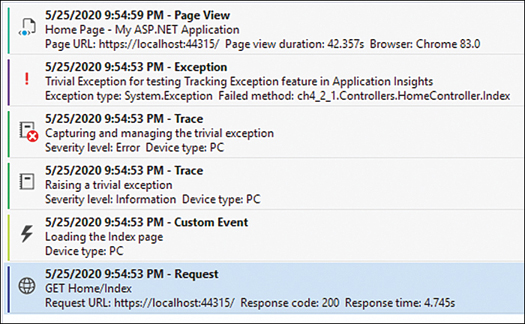 5/25/2020 9:54:59 PM - Page View
Home Page - My ASP.NET Application
Page URL: https://localhost:44315/ Page view duration: 42.357s Browser: Chrome 83.0
5/25/2020 9:54:53 PM - Exception
Trivial Exception for testing Tracking Exception feature in Application Insights
Exception type: System.Exception Failed method: ch4_2_1.Controllers.HomeController.Index
5/25/2020 9:54:53 PM - Trace
Capturing and managing the trivial exception
Severity level: Error Device type: PC
5/25/2020 9:54:53 PM - Trace
Raising a trivial exception
Severity level: Information Device type: PC
5/25/2020 9:54:53 PM - Custom Event
Loading the Index page
Device type: PC
5/25/2020 9:54:53 PM - Request
GET Home/Index
Request URL: https://localhost:44315/ Response code: 200 Response time: 4.745s